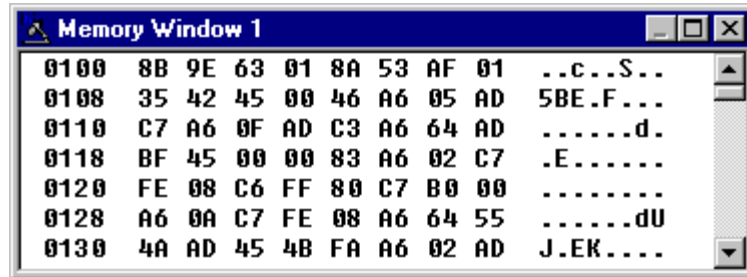 Memory Window 1
0100 8B 9E 63 01 8A 53 AF 01 ..c..S..
0108 35 42 45 00 46 A6 05 AD 5BE.F...
0110 C7 A6 0F AD C3 A6 64 AD ......d.
0118 BF 45 00 00 83 A6 02 C7 .E......
0120 FE 08 C6 FF 80 C7 B0 00 ........
0128 A6 0A C7 FE 08 A6 64 55 ......dU
0130 4A AD 45 4B FA A6 02 AD J.EK....